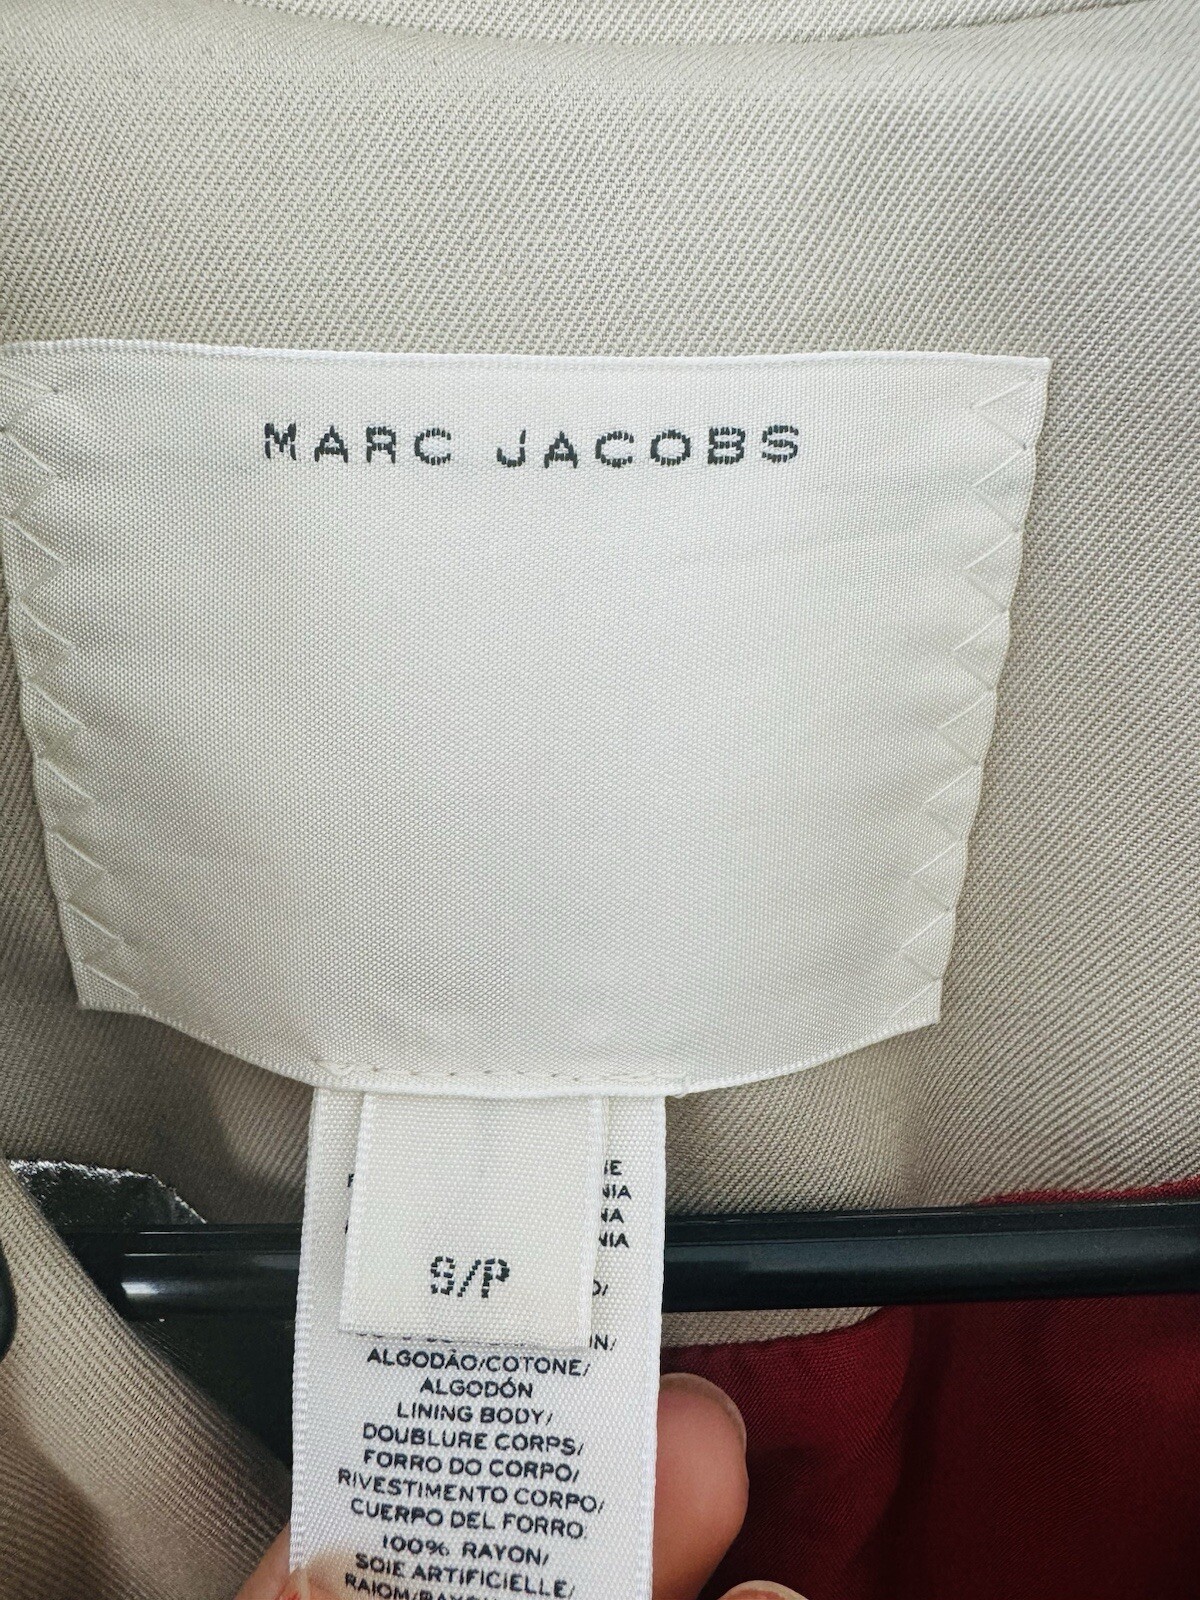 MARC JACOBS
S/P
ALGODÃO/COTONE/
ALGODÓN
LINING BODY/
DOUBLURE CORPS/
FORRO DO CORPO/
RIVESTIMENTO CORPO/
CUERPO DEL FORRO:
100% RAYON/
SOIE ARTIFICIELLE/